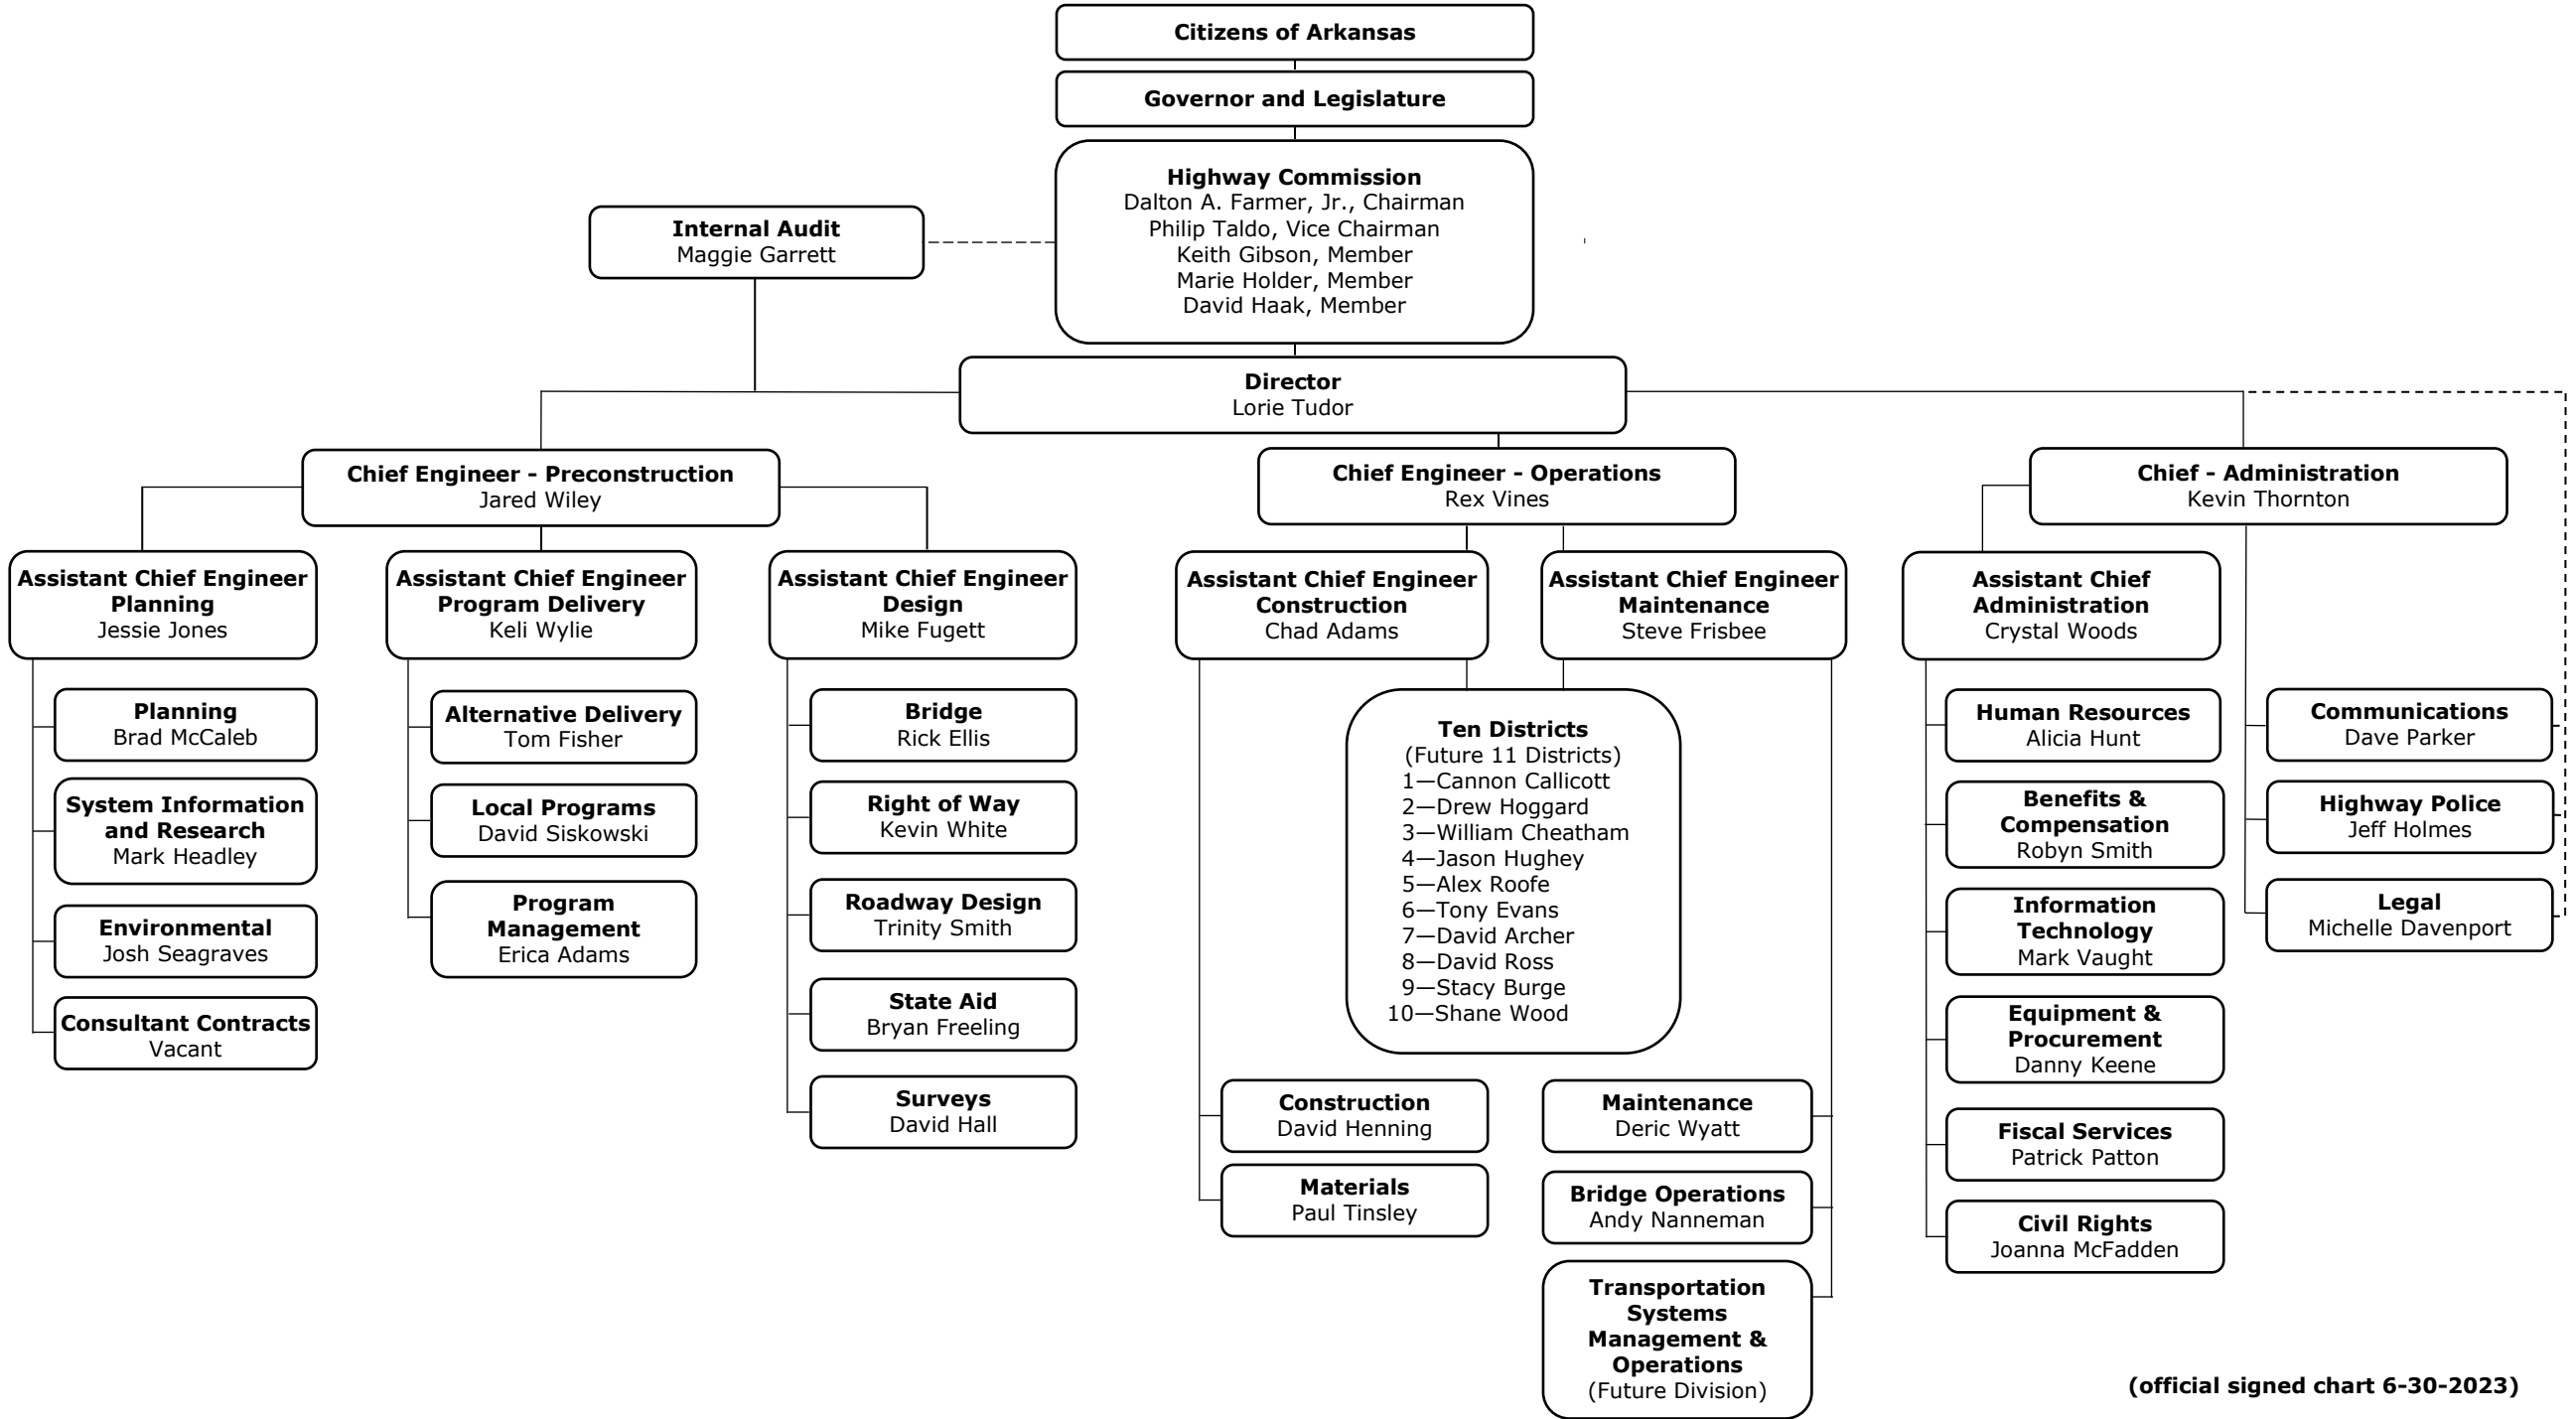 Citizens of Arkansas
Governor and Legislature
Highway Commission
Dalton A. Farmer, Jr., Chairman
Philip Taldo, Vice Chairman
Keith Gibson, Member
Marie Holder, Member
David Haak, Member
Internal Audit
Maggie Garrett
Director
Lorie Tudor
Chief Engineer - Preconstruction
Jared Wiley
Chief Engineer - Operations
Rex Vines
Chief - Administration
Kevin Thornton
Assistant Chief Engineer
Planning
Jessie Jones
Assistant Chief Engineer
Program Delivery
Keli Wylie
Assistant Chief Engineer
Design
Mike Fugett
Assistant Chief Engineer
Construction
Chad Adams
Assistant Chief Engineer
Maintenance
Steve Frisbee
Assistant Chief
Administration
Crystal Woods
Planning
Brad McCaleb
System Information
and Research
Mark Headley
Environmental
Josh Seagraves
Consultant Contracts
Vacant
Alternative Delivery
Tom Fisher
Local Programs
David Siskowski
Program
Management
Erica Adams
Bridge
Rick Ellis
Right of Way
Kevin White
Roadway Design
Trinity Smith
State Aid
Bryan Freeling
Surveys
David Hall
Ten Districts
(Future 11 Districts)
1—Cannon Callicott
2—Drew Hoggard
3—William Cheatham
4—Jason Hughey
5—Alex Roofe
6—Tony Evans
7—David Archer
8—David Ross
9—Stacy Burge
10—Shane Wood
Construction
David Henning
Materials
Paul Tinsley
Maintenance
Deric Wyatt
Bridge Operations
Andy Nanneman
Transportation
Systems
Management &
Operations
(Future Division)
Human Resources
Alicia Hunt
Benefits &
Compensation
Robyn Smith
Information
Technology
Mark Vaught
Equipment &
Procurement
Danny Keene
Fiscal Services
Patrick Patton
Civil Rights
Joanna McFadden
Communications
Dave Parker
Highway Police
Jeff Holmes
Legal
Michelle Davenport
(official signed chart 6-30-2023)